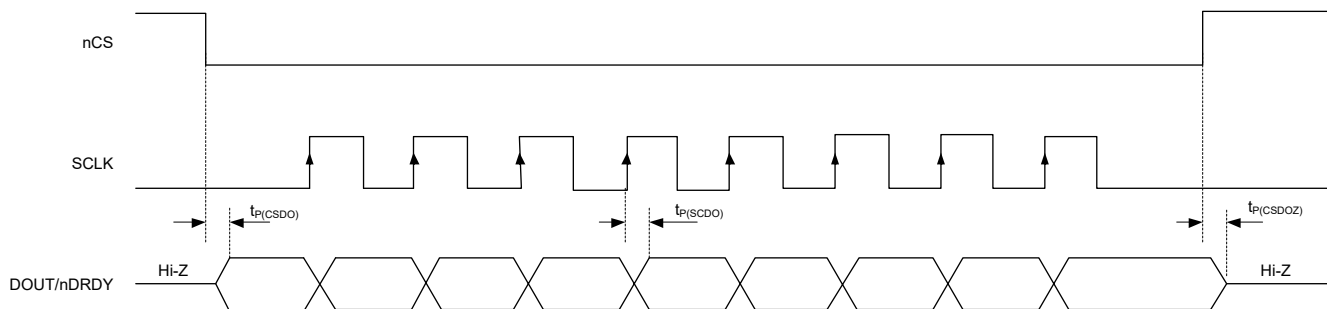 nCS
SCLK
tP(CSDO)
tP(SCDO)
tP(CSDOZ)
DOUT/nDRDY
Hi-Z
Hi-Z